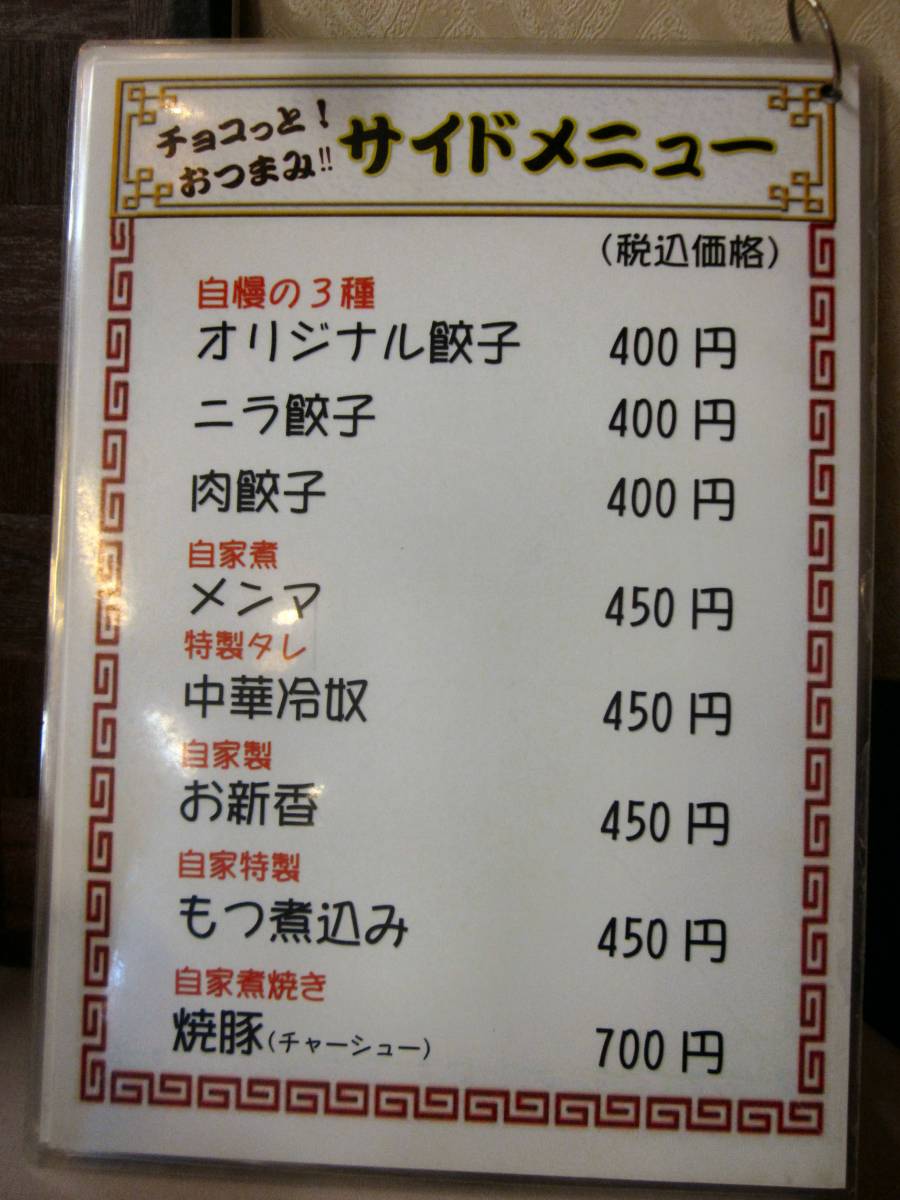 チョコっと！
おつまみ!!
サイドメニュー
（税込価格）
自慢の３種
オリジナル餃子 400円
ニラ餃子 400円
肉餃子 400円
自家煮
メンマ 450円
特製タレ
中華冷奴 450円
自家製
お新香 450円
自家特製
もつ煮込み 450円
自家煮焼き
焼豚（チャーシュー） 700円